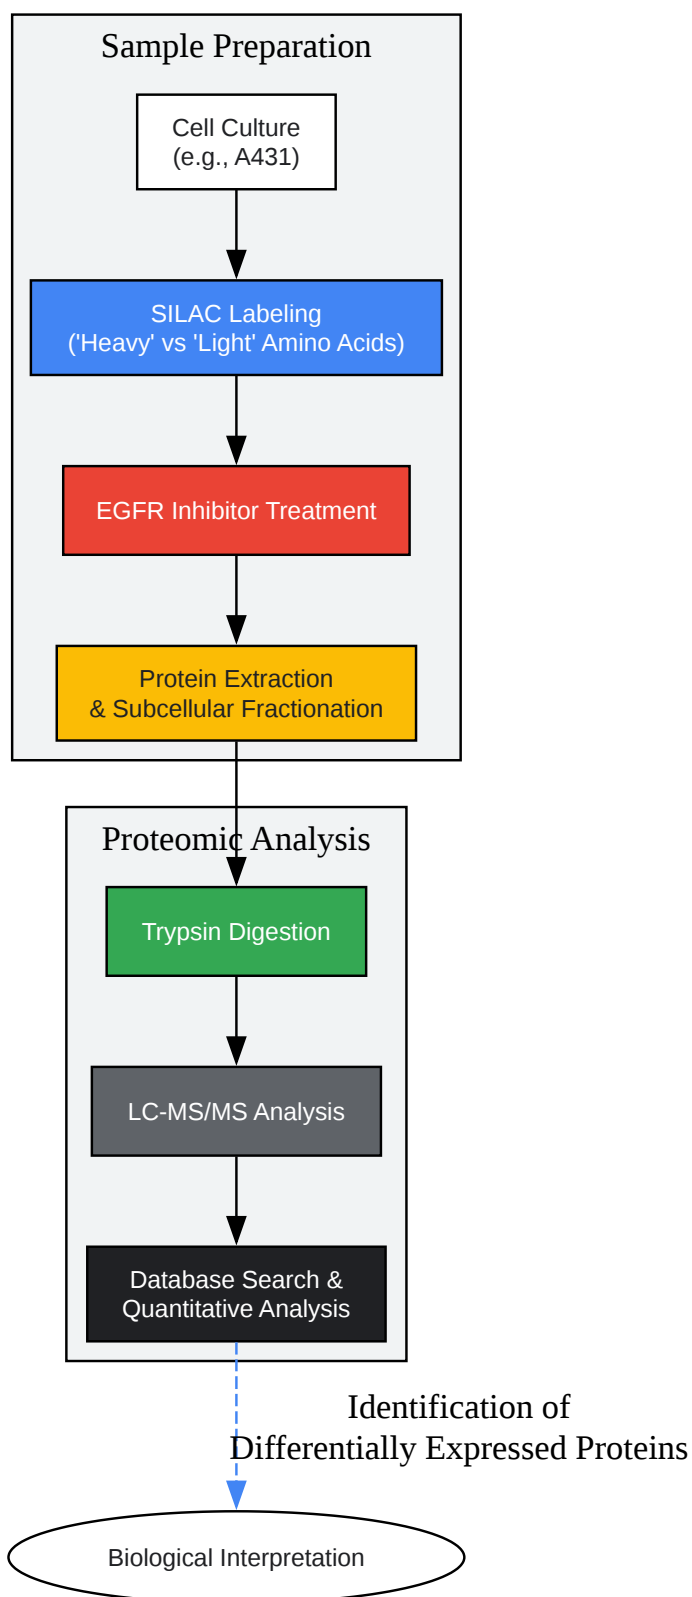 Sample Preparation
Cell Culture
(e.g., A431)
SILAC Labeling
('Heavy' vs 'Light' Amino Acids)
EGFR Inhibitor Treatment
Protein Extraction
& Subcellular Fractionation
Proteomic Analysis
Trypsin Digestion
LC-MS/MS Analysis
Database Search &
Quantitative Analysis
Identification of
Differentially Expressed Proteins
Biological Interpretation